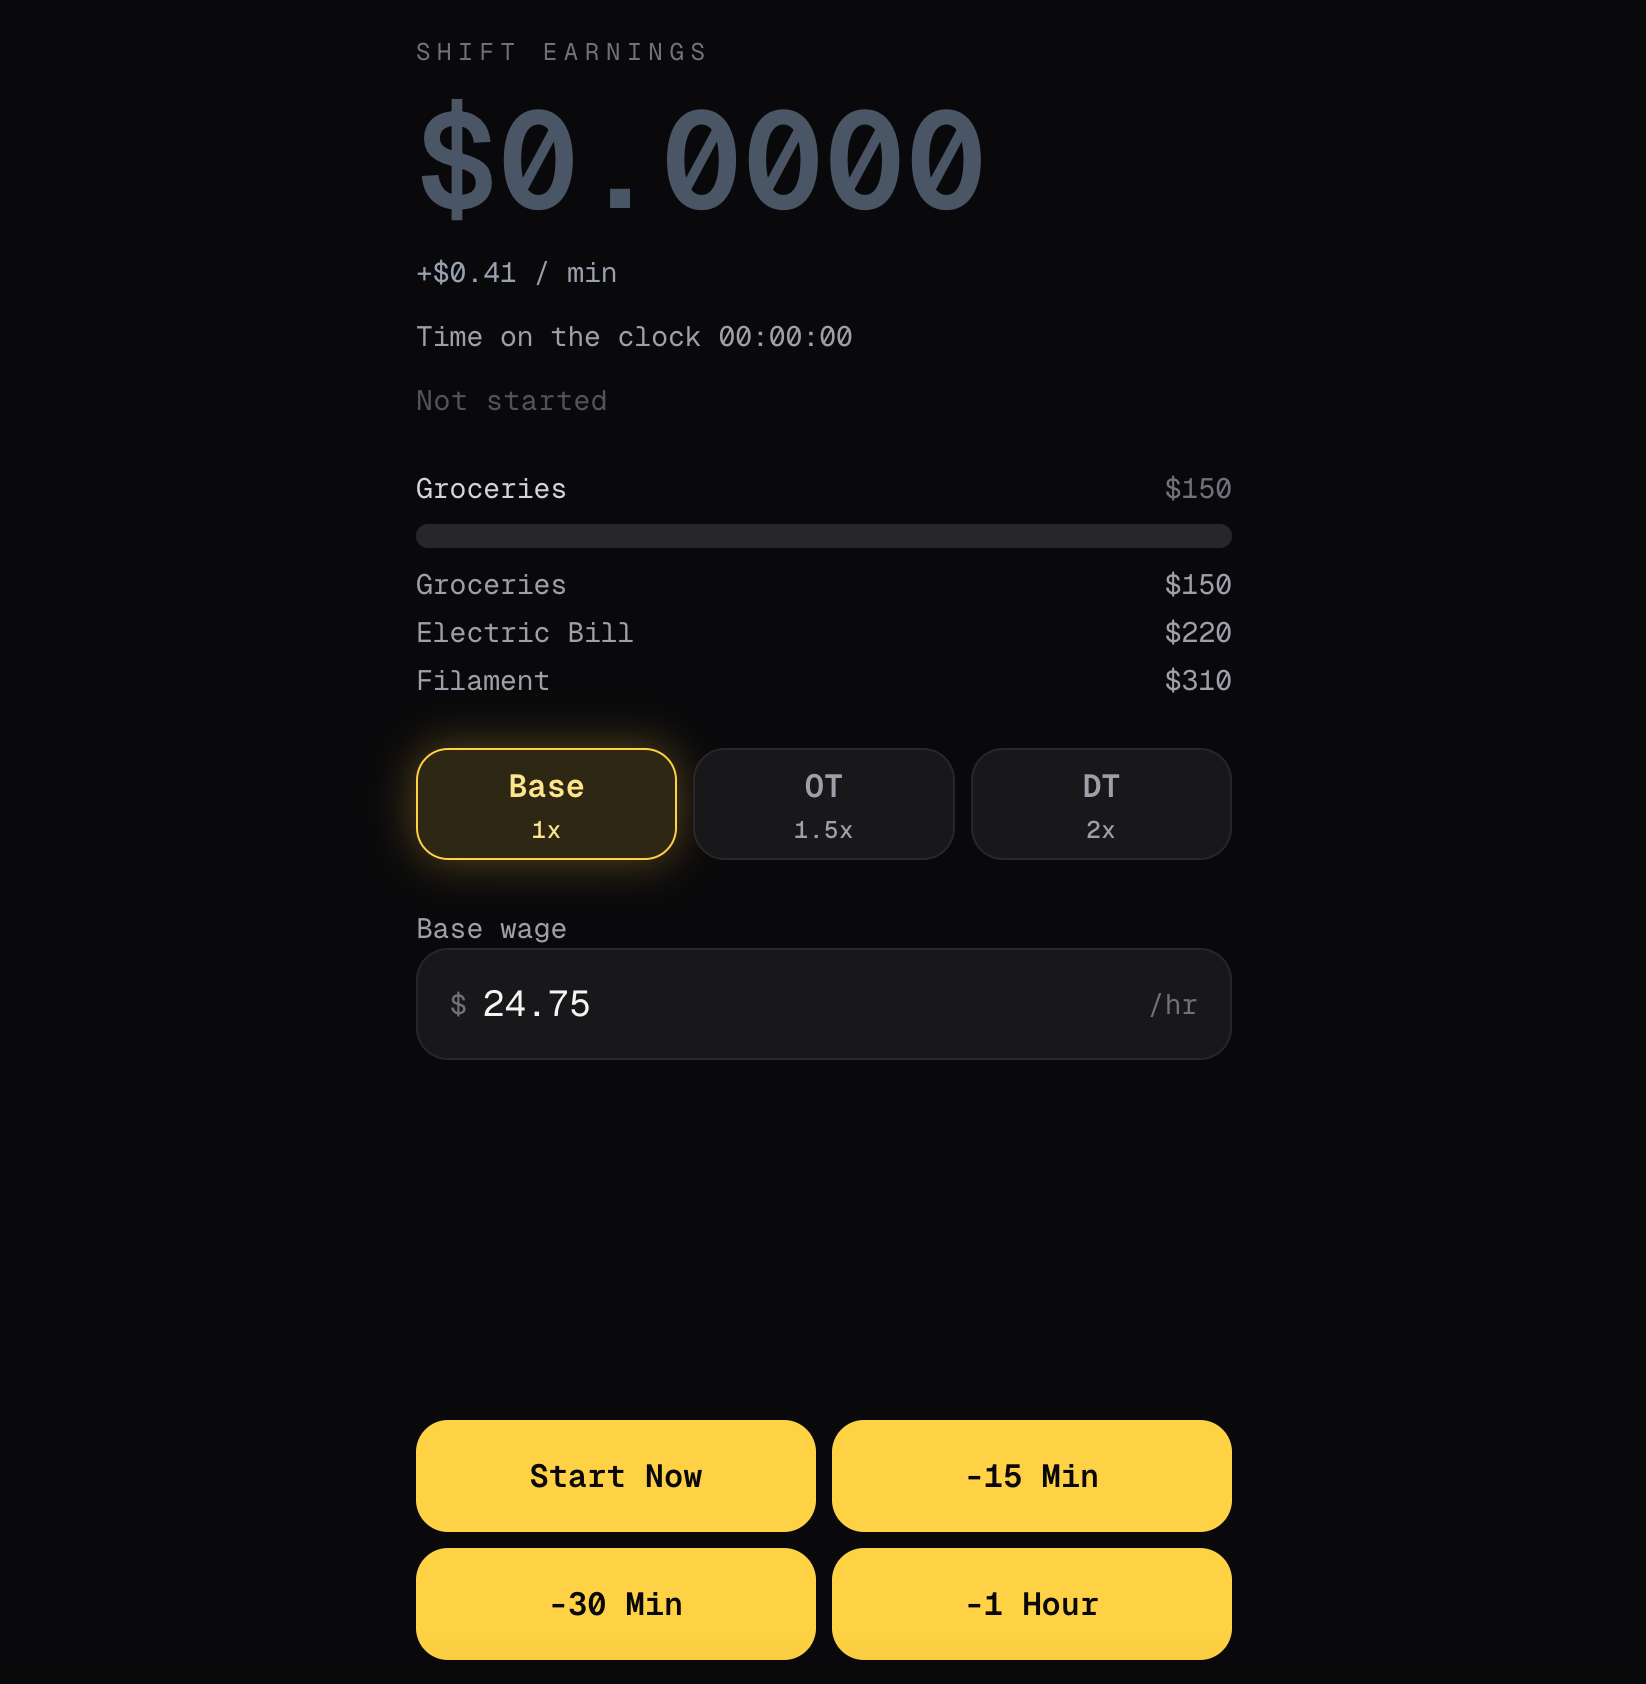 SHIFT EARNINGS
$0.0000
+$0.41 / min
Time on the clock 00:00:00
Not started
Groceries $150
Groceries $150
Electric Bill $220
Filament $310
Base OT DT
1x 1.5x 2x
Base wage
$ 24.75 /hr
Start Now -15 Min
-30 Min -1 Hour